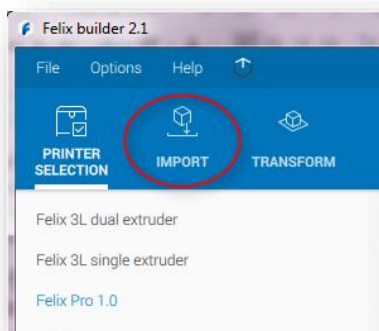 Felix builder 2.1
File Options Help
PRINTER SELECTION
IMPORT
TRANSFORM
Felix 3L dual extruder
Felix 3L single extruder
Felix Pro 1.0